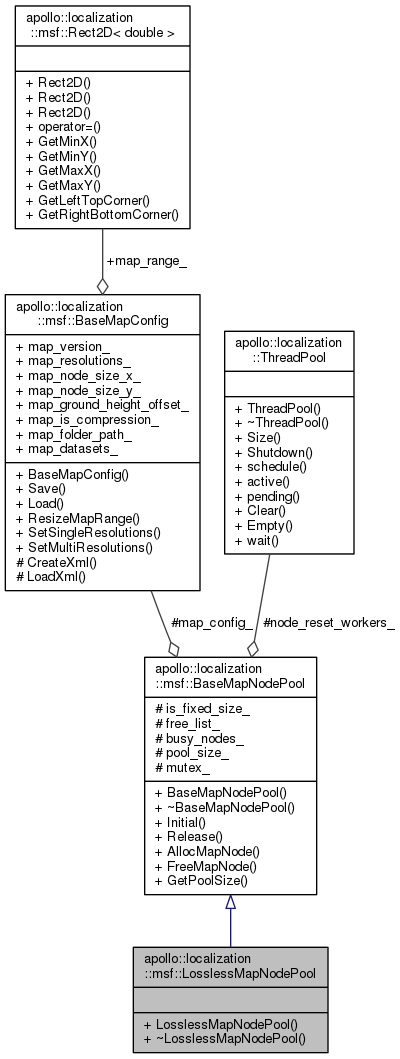 apollo::localization
::msf::Rect2D< double >
+ Rect2D()
+ Rect2D()
+ Rect2D()
+ operator=()
+ GetMinX()
+ GetMinY()
+ GetMaxX()
+ GetMaxY()
+ GetLeftTopCorner()
+ GetRightBottomCorner()
+map_range_
apollo::localization
::msf::BaseMapConfig
+ map_version_
+ map_resolutions_
+ map_node_size_x_
+ map_node_size_y_
+ map_ground_height_offset_
+ map_is_compression_
+ map_folder_path_
+ map_datasets_
+ BaseMapConfig()
+ Save()
+ Load()
+ ResizeMapRange()
+ SetSingleResolutions()
+ SetMultiResolutions()
# CreateXml()
# LoadXml()
apollo::localization
::ThreadPool
+ ThreadPool()
+ ~ThreadPool()
+ Size()
+ Shutdown()
+ schedule()
+ active()
+ pending()
+ Clear()
+ Empty()
+ wait()
#map_config_
#node_reset_workers_
apollo::localization
::msf::BaseMapNodePool
# is_fixed_size_
# free_list_
# busy_nodes_
# pool_size_
# mutex_
+ BaseMapNodePool()
+ ~BaseMapNodePool()
+ Initial()
+ Release()
+ AllocMapNode()
+ FreeMapNode()
+ GetPoolSize()
apollo::localization
::msf::LosslessMapNodePool
+ LosslessMapNodePool()
+ ~LosslessMapNodePool()